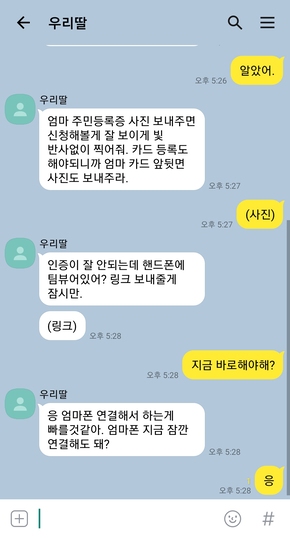 우리딸
알았어.
오후 5:26
우리딸
엄마 주민등록증 사진 보내주면
신청해볼게 잘 보이게 빛
반사없이 찍어줘. 카드 등록도
해야되니까 엄마 카드 앞뒷면
사진도 보내주라.
오후 5:27
(사진)
오후 5:27
우리딸
인증이 잘 안되는데 핸드폰에
팀뷰어있어? 링크 보내줄게
잠시만.
(링크)
오후 5:28
지금 바로해야해?
오후 5:28
우리딸
응 엄마폰 연결해서 하는게
빠를것같아. 엄마폰 지금 잠깐
연결해도 돼?
오후 5:28
응
오후 5:28
#